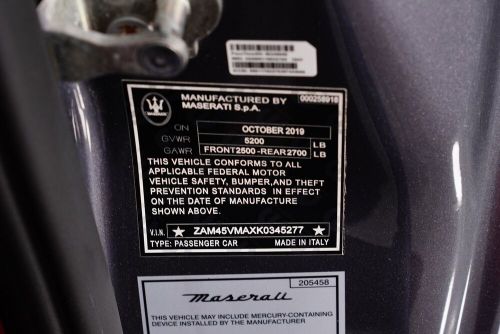 MANUFACTURED BY 000256916
MASERATI S.p.A.
MASERATI
ON OCTOBER 2019
GVWR 5200 LB
GAWR FRONT2500-REAR2700 LB
THIS VEHICLE CONFORMS TO ALL
APPLICABLE FEDERAL MOTOR
VEHICLE SAFETY, BUMPER, AND THEFT
PREVENTION STANDARDS IN EFFECT
ON THE DATE OF MANUFACTURE
SHOWN ABOVE.
V.I.N. ★ ZAM45VMAXK0345277 ★
TYPE: PASSENGER CAR MADE IN ITALY
205458
Maserati
THIS VEHICLE MAY INCLUDE MERCURY-CONTAINING
DEVICE INSTALLED BY THE MANUFACTURER